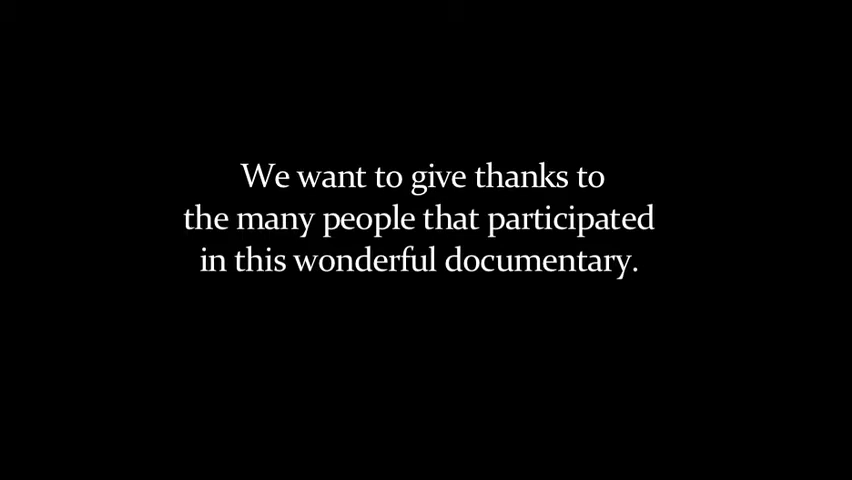 We want to give thanks to
the many people that participated
in this wonderful documentary.